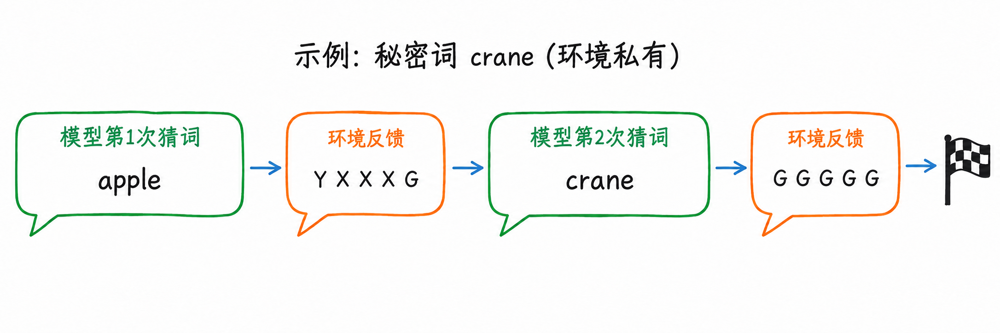 示例: 秘密词 crane (环境私有)
模型第1次猜词
apple
环境反馈
Y X X X G
模型第2次猜词
crane
环境反馈
G G G G G